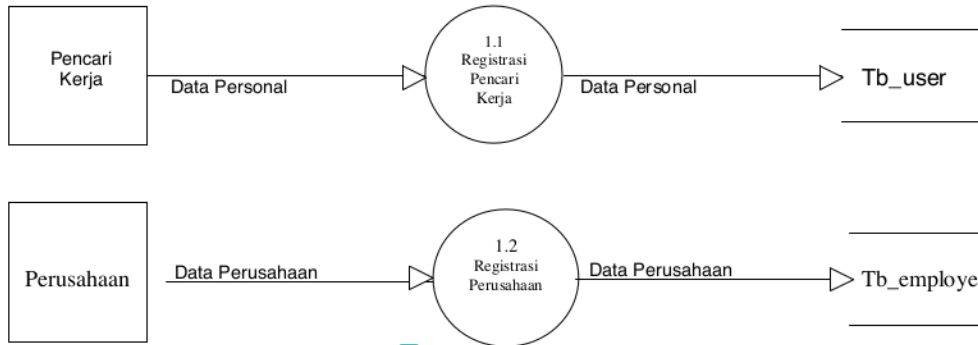 Pencari
Kerja
Data Personal
1.1
Registrasi
Pencari
Kerja
Data Personal
Tb_user
Perusahaan
Data Perusahaan
1.2
Registrasi
Perusahaan
Data Perusahaan
Tb_employe